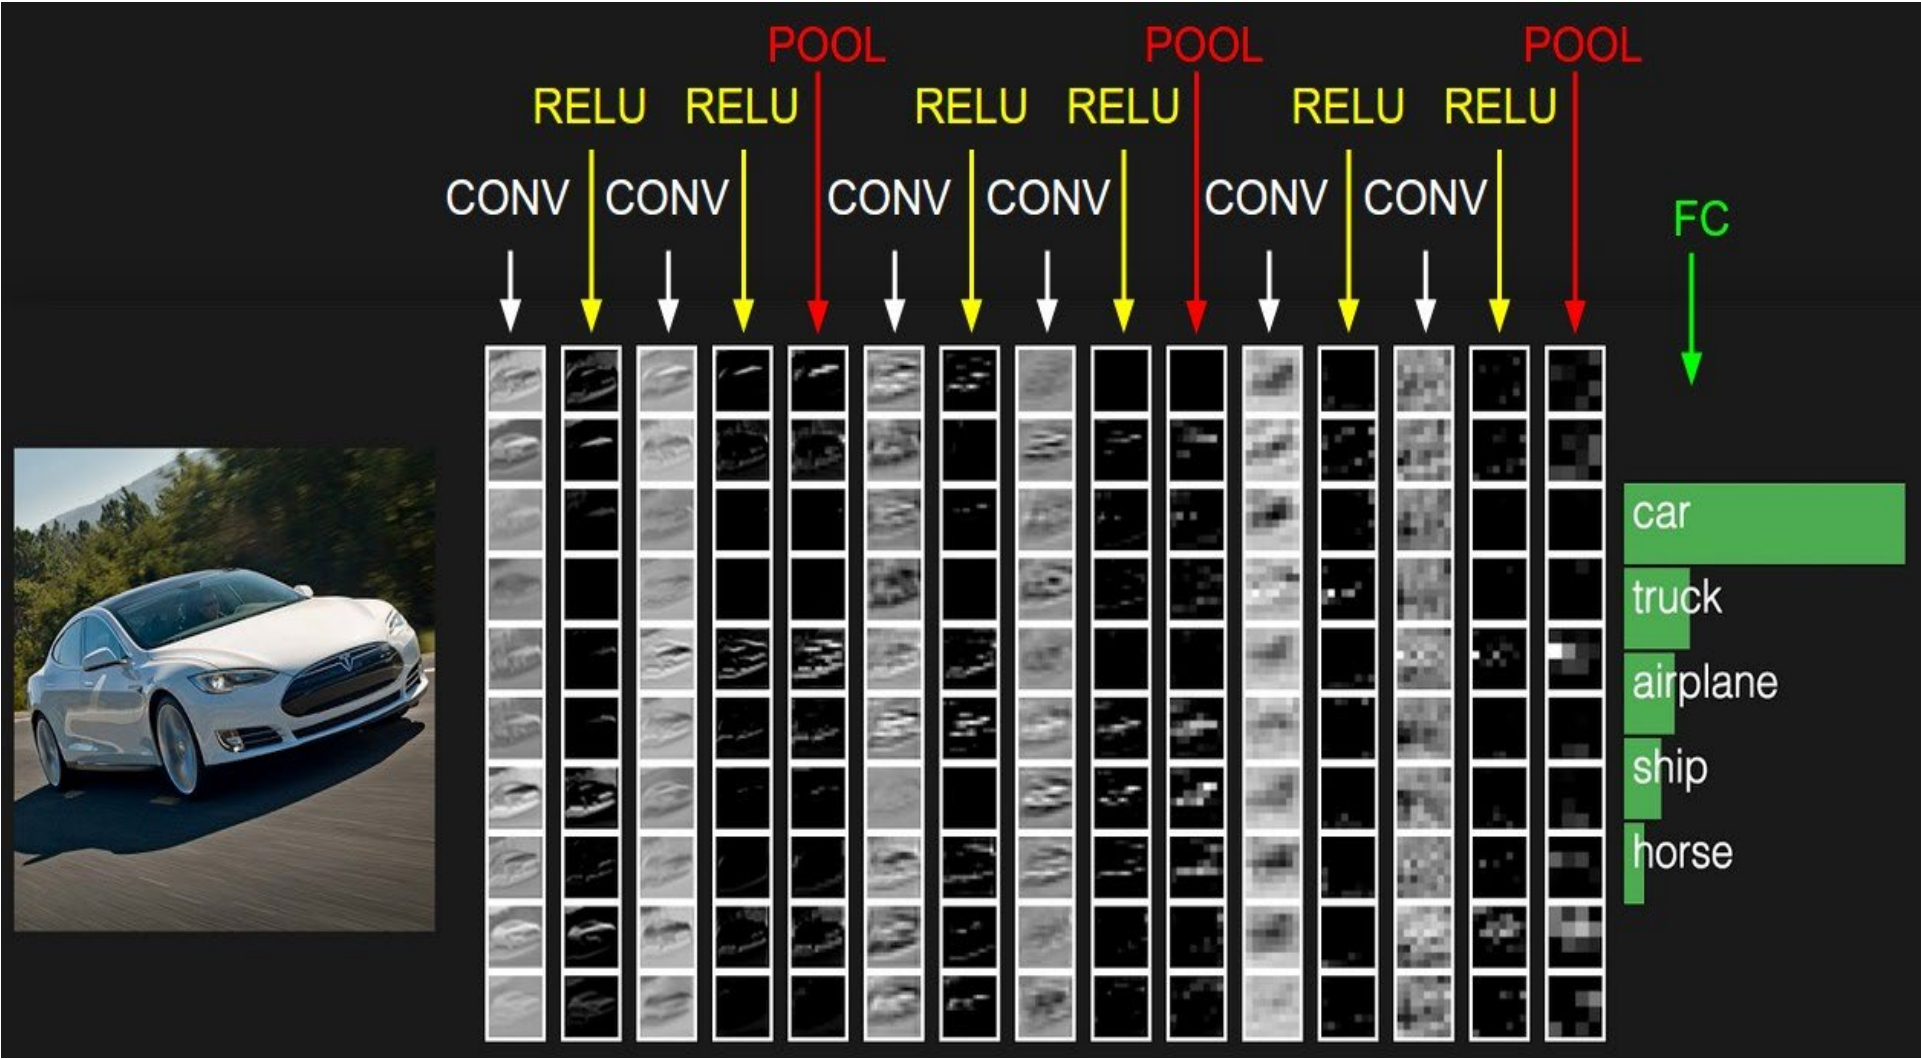 POOL POOL POOL
RELU RELU RELU RELU RELU RELU
CONV CONV CONV CONV CONV CONV
FC
car
truck
airplane
ship
horse